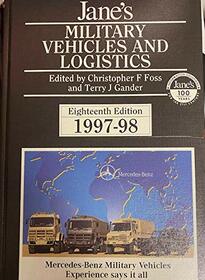 Jane's
MILITARY
VEHICLES AND
LOGISTICS
Edited by Christopher F Foss
and Terry J Gander
Jane's
100
YEARS
Eighteenth Edition
1997-98
Mercedes-Benz
Mercedes-Benz Military Vehicles
Experience says it all